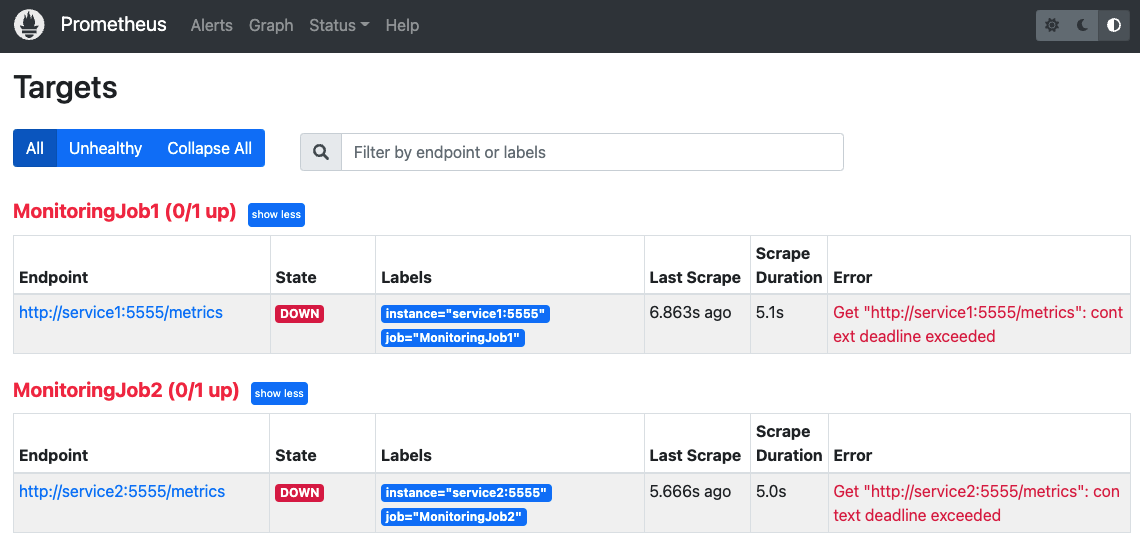 Prometheus Alerts Graph Status Help
Targets
All Unhealthy Collapse All Filter by endpoint or labels
MonitoringJob1 (0/1 up) show less
Endpoint State Labels Last Scrape Scrape Duration Error
http://service1:5555/metrics DOWN instance="service1:5555" 6.863s ago 5.1s Get "http://service1:5555/metrics": cont
job="MonitoringJob1" ext deadline exceeded
MonitoringJob2 (0/1 up) show less
Endpoint State Labels Last Scrape Scrape Duration Error
http://service2:5555/metrics DOWN instance="service2:5555" 5.666s ago 5.0s Get "http://service2:5555/metrics": con
job="MonitoringJob2" text deadline exceeded